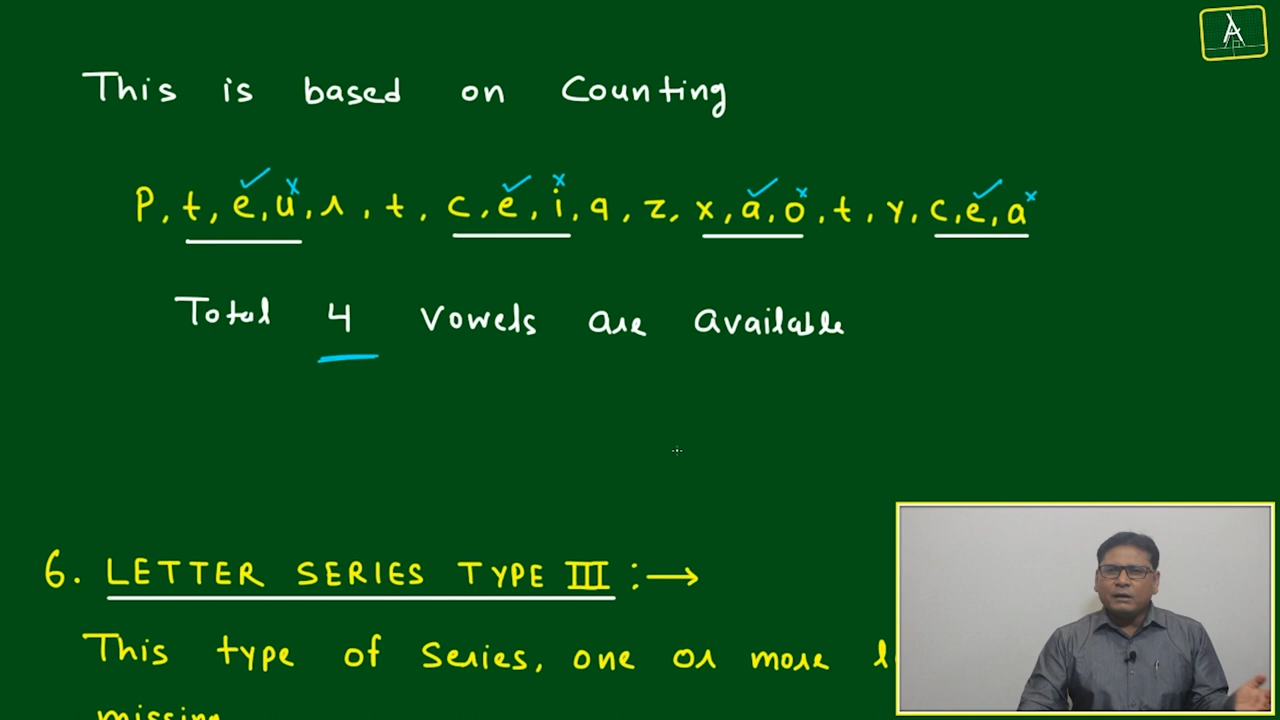 This is based on Counting
P, t, e, u, r, t, c, e, i, q, z, x, a, o, t, y, c, e, a
Total 4 vowels are available
6. LETTER SERIES TYPE III :→
This type of series, one or more
missing